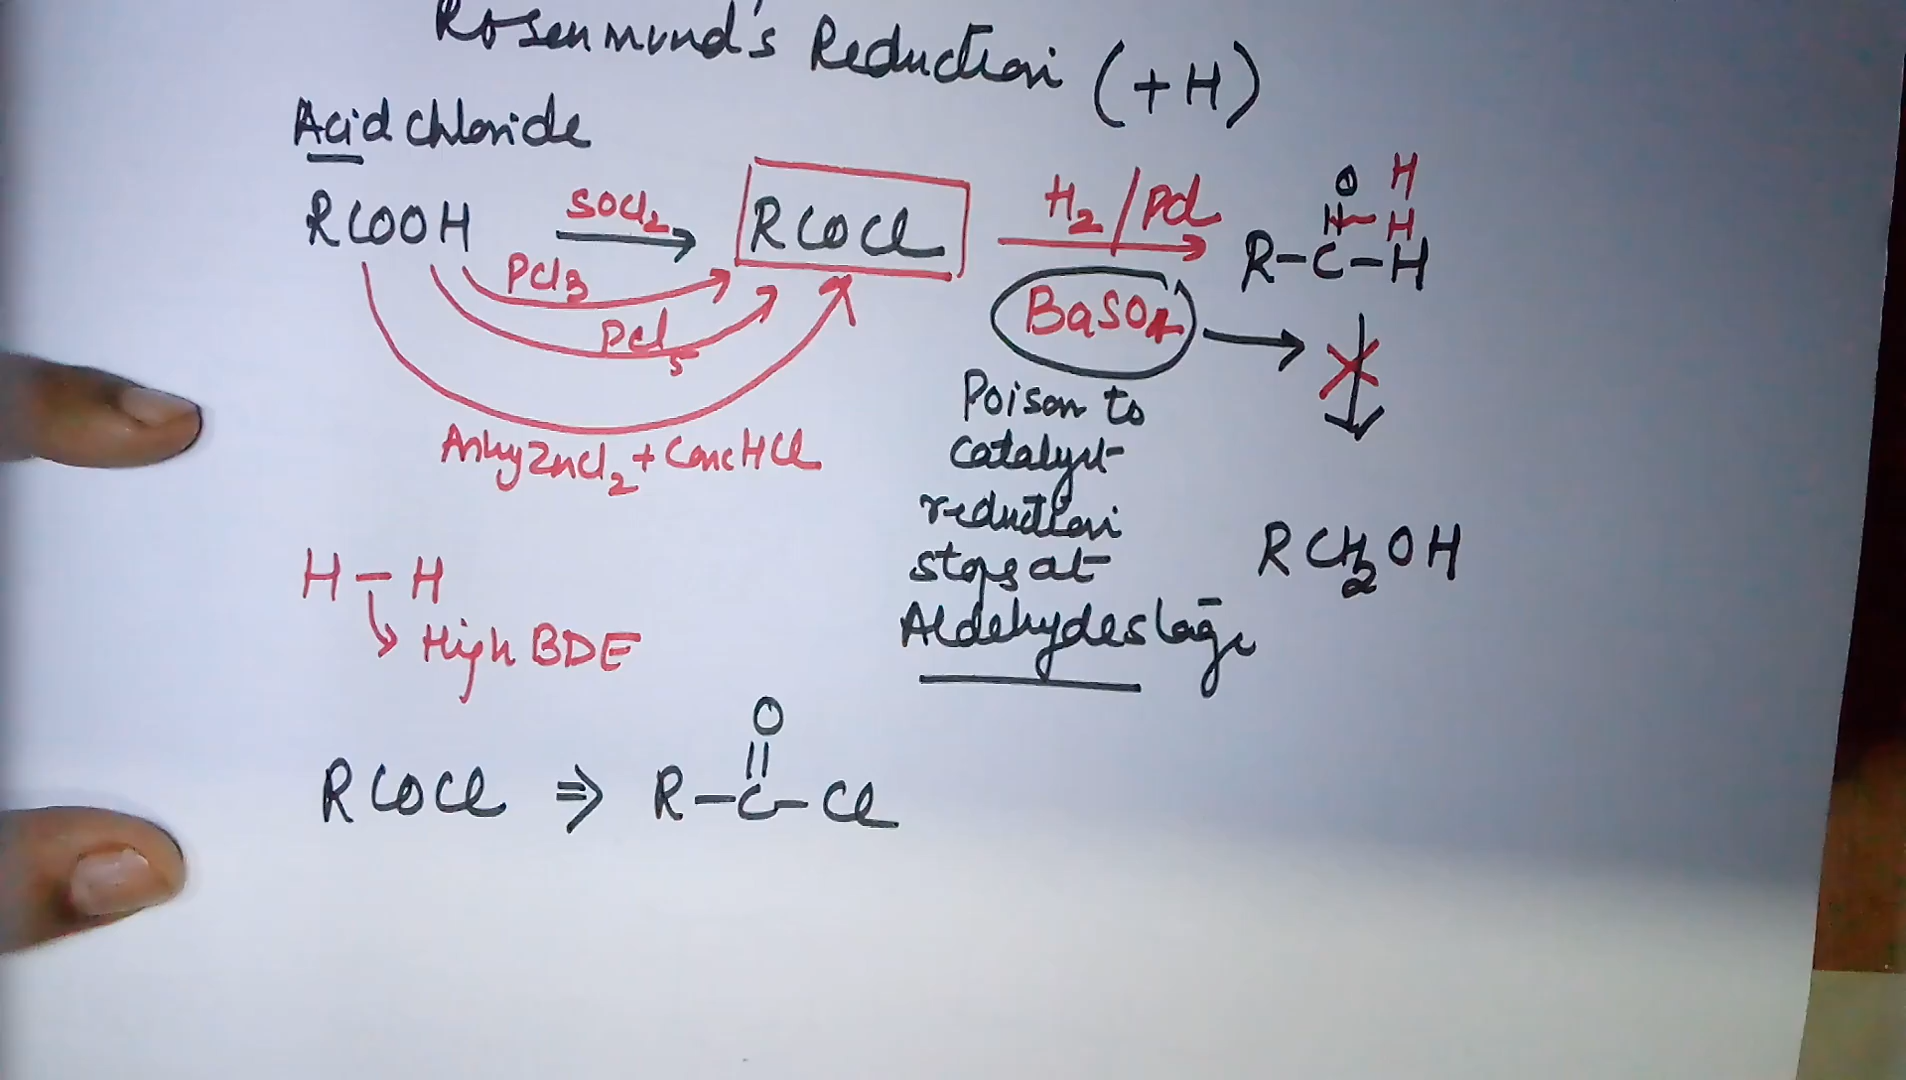 Rosenmund's Reduction (+H)
Acid chloride
RCOOH SOCl2 RCOCl H2/Pd
PCl3
PCl5
Anhy ZnCl2 + Conc HCl
BaSO4
O H
H
R-C-H
Poison to
catalyst
reduction
stops at
Aldehyde stage
RCH2OH
H-H
High BDE
O
RCOCl ⇒ R-C-Cl